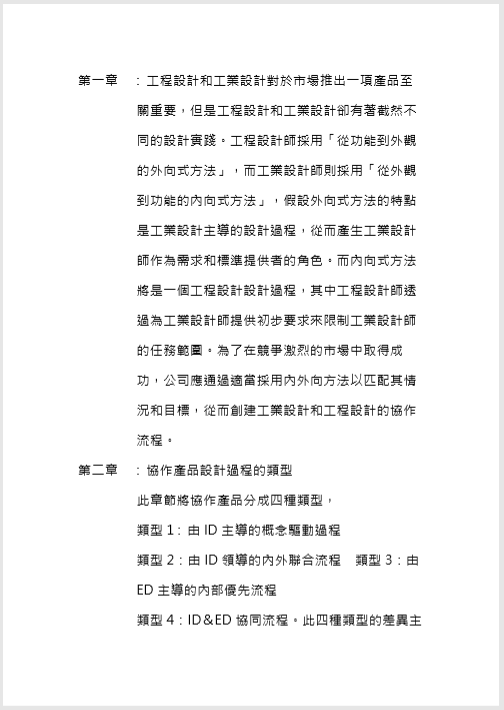 第一章 : 工程設計和工業設計對於市場推出一項產品至
關重要，但是工程設計和工業設計卻有著截然不
同的設計實踐。工程設計師採用「從功能到外觀
的外向式方法」，而工業設計師則採用「從外觀
到功能的內向式方法」，假設外向式方法的特點
是工業設計主導的設計過程，從而產生工業設計
師作為需求和標準提供者的角色。而內向式方法
將是一個工程設計設計過程，其中工程設計師透
過為工業設計師提供初步要求來限制工業設計師
的任務範圍。為了在競爭激烈的市場中取得成
功，公司應通過適當採用內外向方法以匹配其情
況和目標，從而創建工業設計和工程設計的協作
流程。
第二章 : 協作產品設計過程的類型
此章節將協作產品分成四種類型，
類型 1: 由 ID 主導的概念驅動過程
類型 2：由 ID 領導的內外聯合流程 類型 3：由
ED 主導的內部優先流程
類型 4：ID＆ED 協同流程。此四種類型的差異主